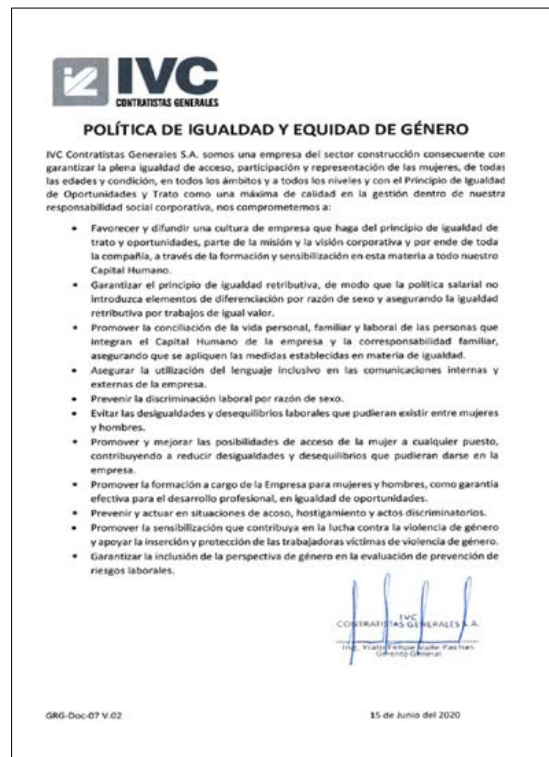 IVC
CONTRATISTAS GENERALES
POLÍTICA DE IGUALDAD Y EQUIDAD DE GÉNERO
IVC Contratistas Generales S.A. somos una empresa del sector construcción consecuente con
garantizar la plena igualdad de acceso, participación y representación de las mujeres, de todas
las edades y condición, en todos los ámbitos y a todos los niveles y con el Principio de Igualdad
de Oportunidades y Trato como una máxima de calidad en la gestión dentro de nuestra
responsabilidad social corporativa, nos comprometemos a:
• Favorecer y difundir una cultura de empresa que haga del principio de igualdad de
trato y oportunidades, parte de la misión y la visión corporativa y por ende de toda
la compañía, a través de la formación y sensibilización en esta materia a todo nuestro
Capital Humano.
• Garantizar el principio de igualdad retributiva, de modo que la política salarial no
introduzca elementos de diferenciación por razón de sexo y asegurando la igualdad
retributiva por trabajos de igual valor.
• Promover la conciliación de la vida personal, familiar y laboral de las personas que
integran el Capital Humano de la empresa y la corresponsabilidad familiar,
asegurando que se apliquen las medidas establecidas en materia de igualdad.
• Asegurar la utilización del lenguaje inclusivo en las comunicaciones internas y
externas de la empresa.
• Prevenir la discriminación laboral por razón de sexo.
• Evitar las desigualdades y desequilibrios laborales que pudieran existir entre mujeres
y hombres.
• Promover y mejorar las posibilidades de acceso de la mujer a cualquier puesto,
contribuyendo a reducir desigualdades y desequilibrios que pudieran darse en la
empresa.
• Promover la formación a cargo de la Empresa para mujeres y hombres, como garantía
efectiva para el desarrollo profesional, en igualdad de oportunidades.
• Prevenir y actuar en situaciones de acoso, hostigamiento y actos discriminatorios.
• Promover la sensibilización que contribuya en la lucha contra la violencia de género
y apoyar la inserción y protección de las trabajadoras víctimas de violencia de género.
• Garantizar la inclusión de la perspectiva de género en la evaluación de prevención de
riesgos laborales.
IVC
CONTRATISTAS GENERALES S.A.
Ing. Felipe Valle Pachas
Gerente General
GRG-Doc-07 V.02
15 de Junio del 2020